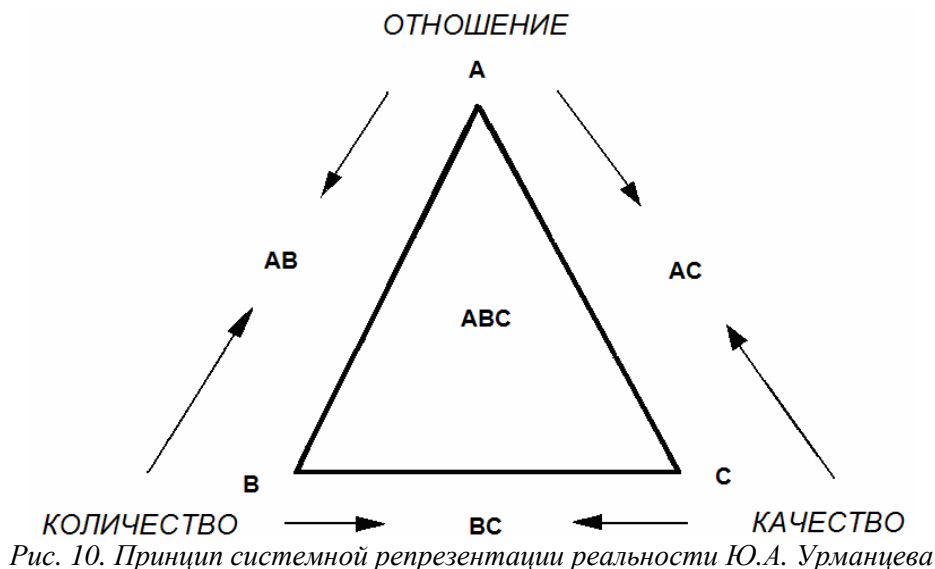 ОТНОШЕНИЕ
A
AB
AC
ABC
B
C
КОЛИЧЕСТВО
BC
КАЧЕСТВО
Рис. 10. Принцип системной репрезентации реальности Ю.А. Урманцева